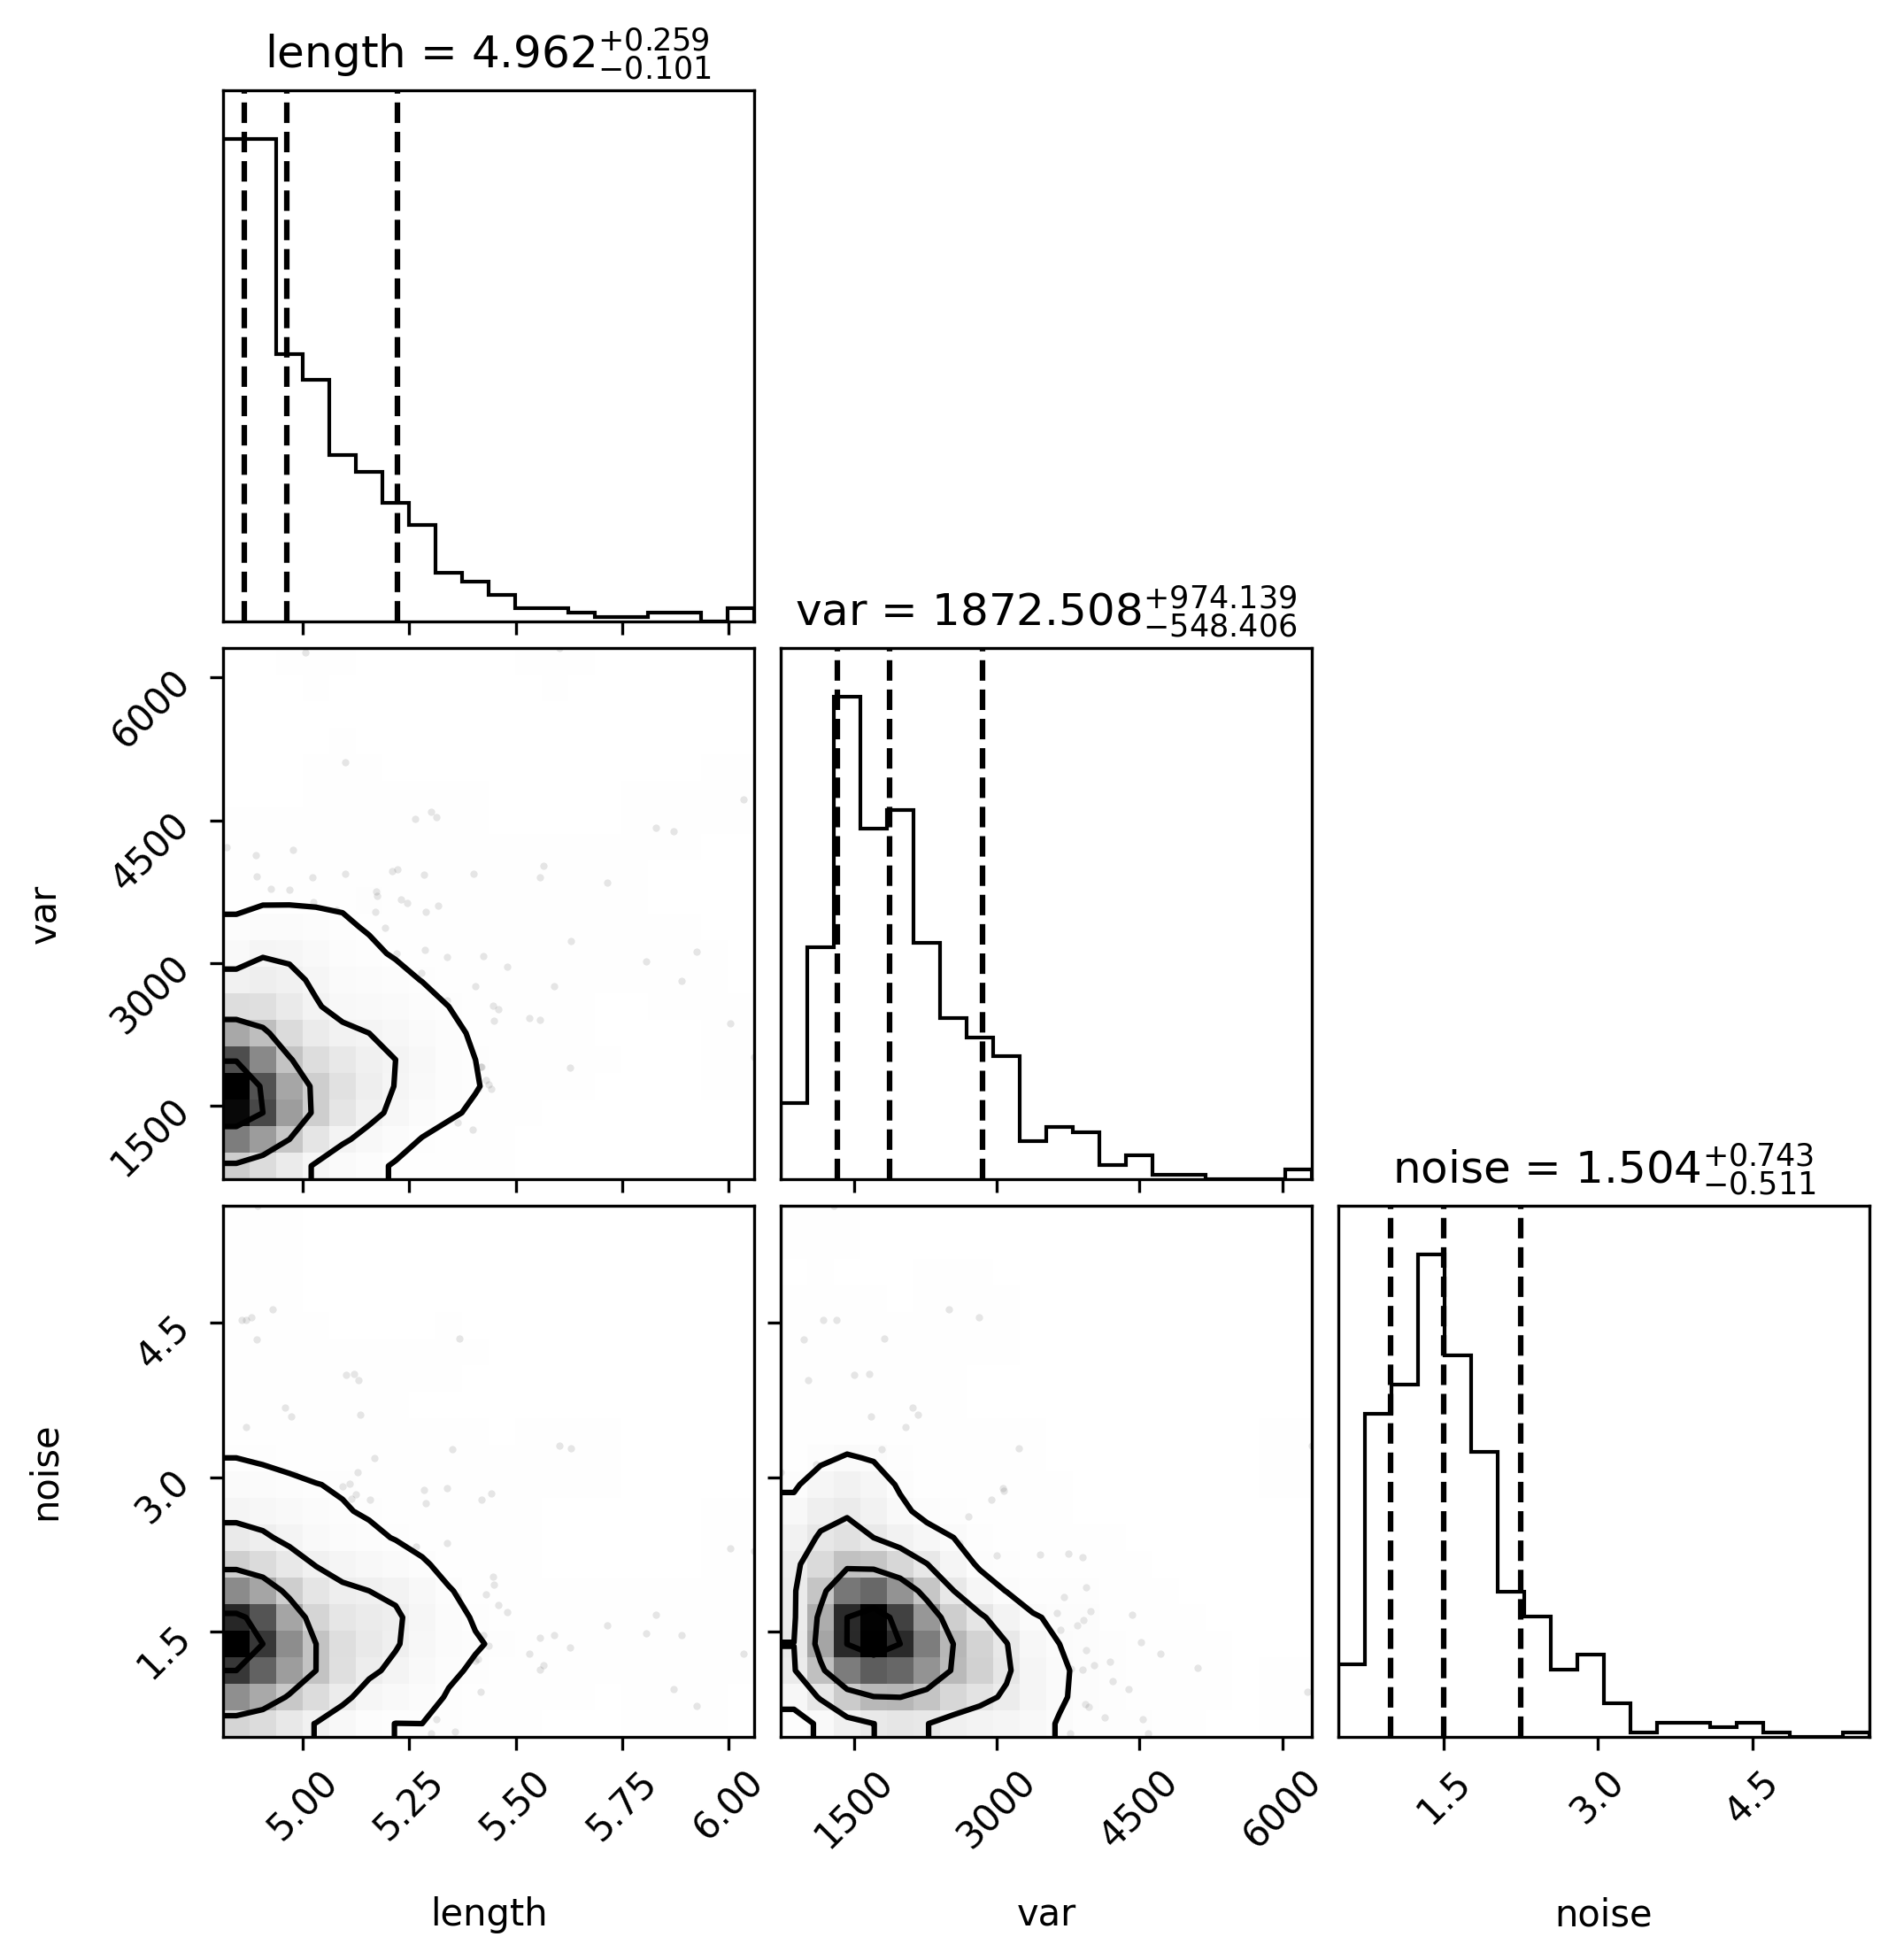 length = 4.962+0.259−0.101
var = 1872.508+974.139−548.406
6000
4500
3000
1500
var
noise = 1.504+0.743−0.511
4.5
3.0
1.5
noise
5.00 5.25 5.50 5.75 6.00 1500 3000 4500 6000 1.5 3.0 4.5
length var noise